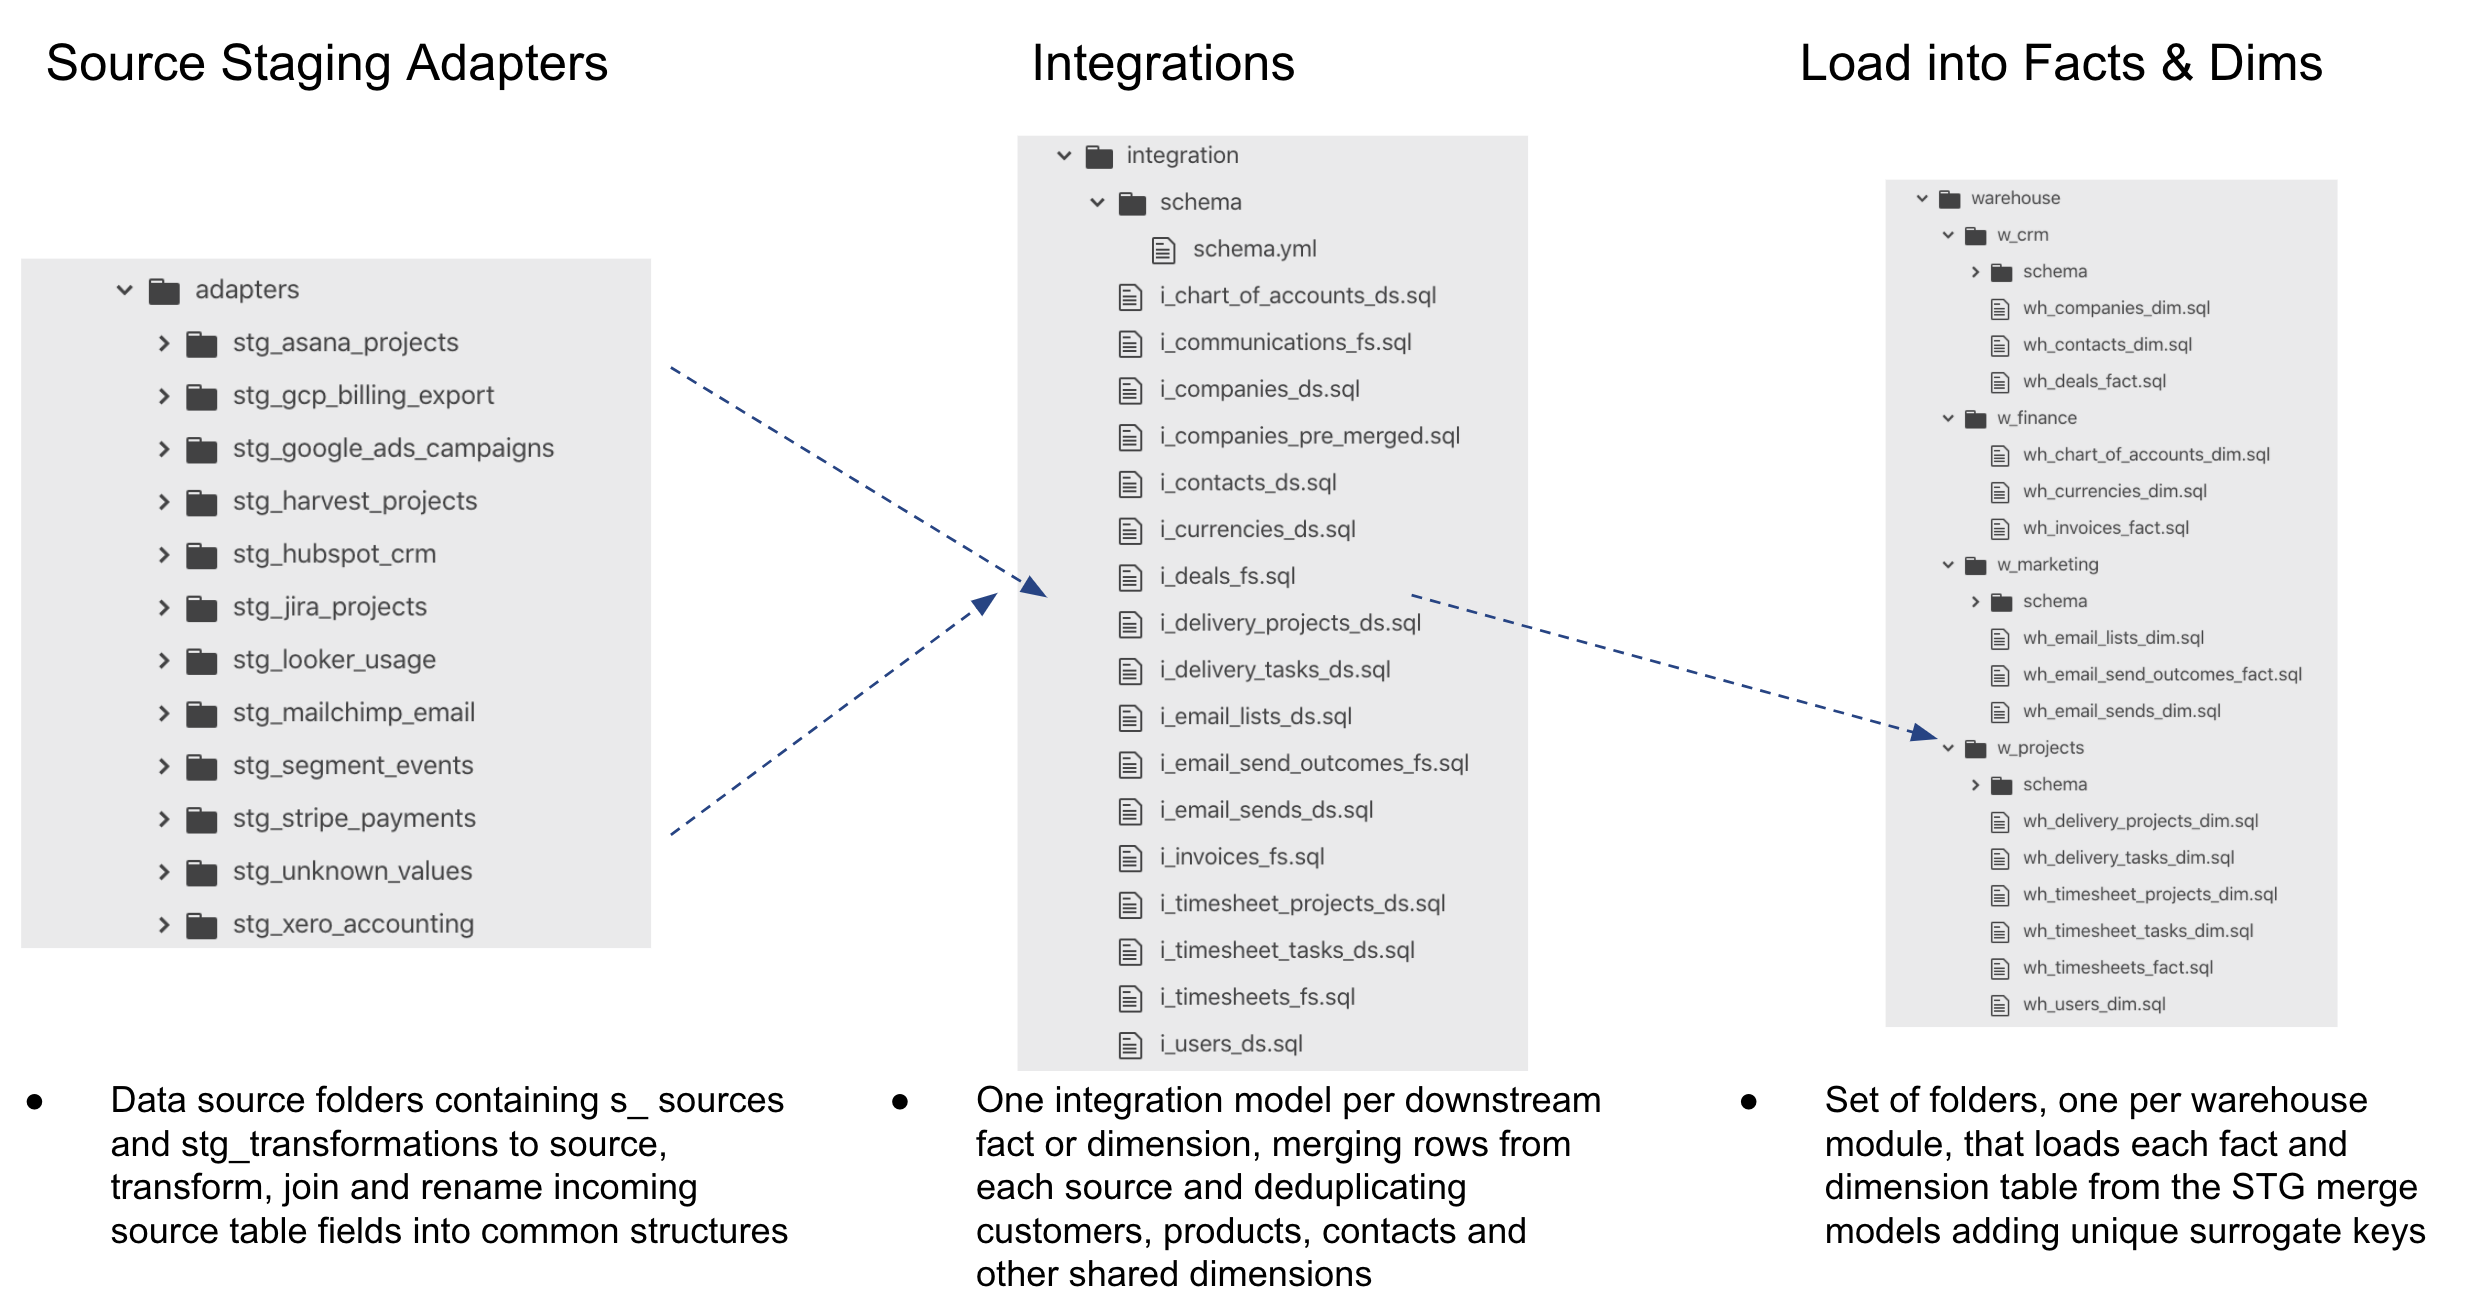 Source Staging Adapters
Integrations
Load into Facts & Dims
adapters
stg_asana_projects
stg_gcp_billing_export
stg_google_ads_campaigns
stg_harvest_projects
stg_hubspot_crm
stg_jira_projects
stg_looker_usage
stg_mailchimp_email
stg_segment_events
stg_stripe_payments
stg_unknown_values
stg_xero_accounting
integration
schema
schema.yml
i_chart_of_accounts_ds.sql
i_communications_fs.sql
i_companies_ds.sql
i_companies_pre_merged.sql
i_contacts_ds.sql
i_currencies_ds.sql
i_deals_fs.sql
i_delivery_projects_ds.sql
i_delivery_tasks_ds.sql
i_email_lists_ds.sql
i_email_send_outcomes_fs.sql
i_email_sends_ds.sql
i_invoices_fs.sql
i_timesheet_projects_ds.sql
i_timesheet_tasks_ds.sql
i_timesheets_fs.sql
i_users_ds.sql
warehouse
w_crm
schema
wh_companies_dim.sql
wh_contacts_dim.sql
wh_deals_fact.sql
w_finance
wh_chart_of_accounts_dim.sql
wh_currencies_dim.sql
wh_invoices_fact.sql
w_marketing
schema
wh_email_lists_dim.sql
wh_email_send_outcomes_fact.sql
wh_email_sends_dim.sql
w_projects
schema
wh_delivery_projects_dim.sql
wh_delivery_tasks_dim.sql
wh_timesheet_projects_dim.sql
wh_timesheet_tasks_dim.sql
wh_timesheets_fact.sql
wh_users_dim.sql
● Data source folders containing s_ sources
and stg_transformations to source,
transform, join and rename incoming
source table fields into common structures
● One integration model per downstream
fact or dimension, merging rows from
each source and deduplicating
customers, products, contacts and
other shared dimensions
● Set of folders, one per warehouse
module, that loads each fact and
dimension table from the STG merge
models adding unique surrogate keys